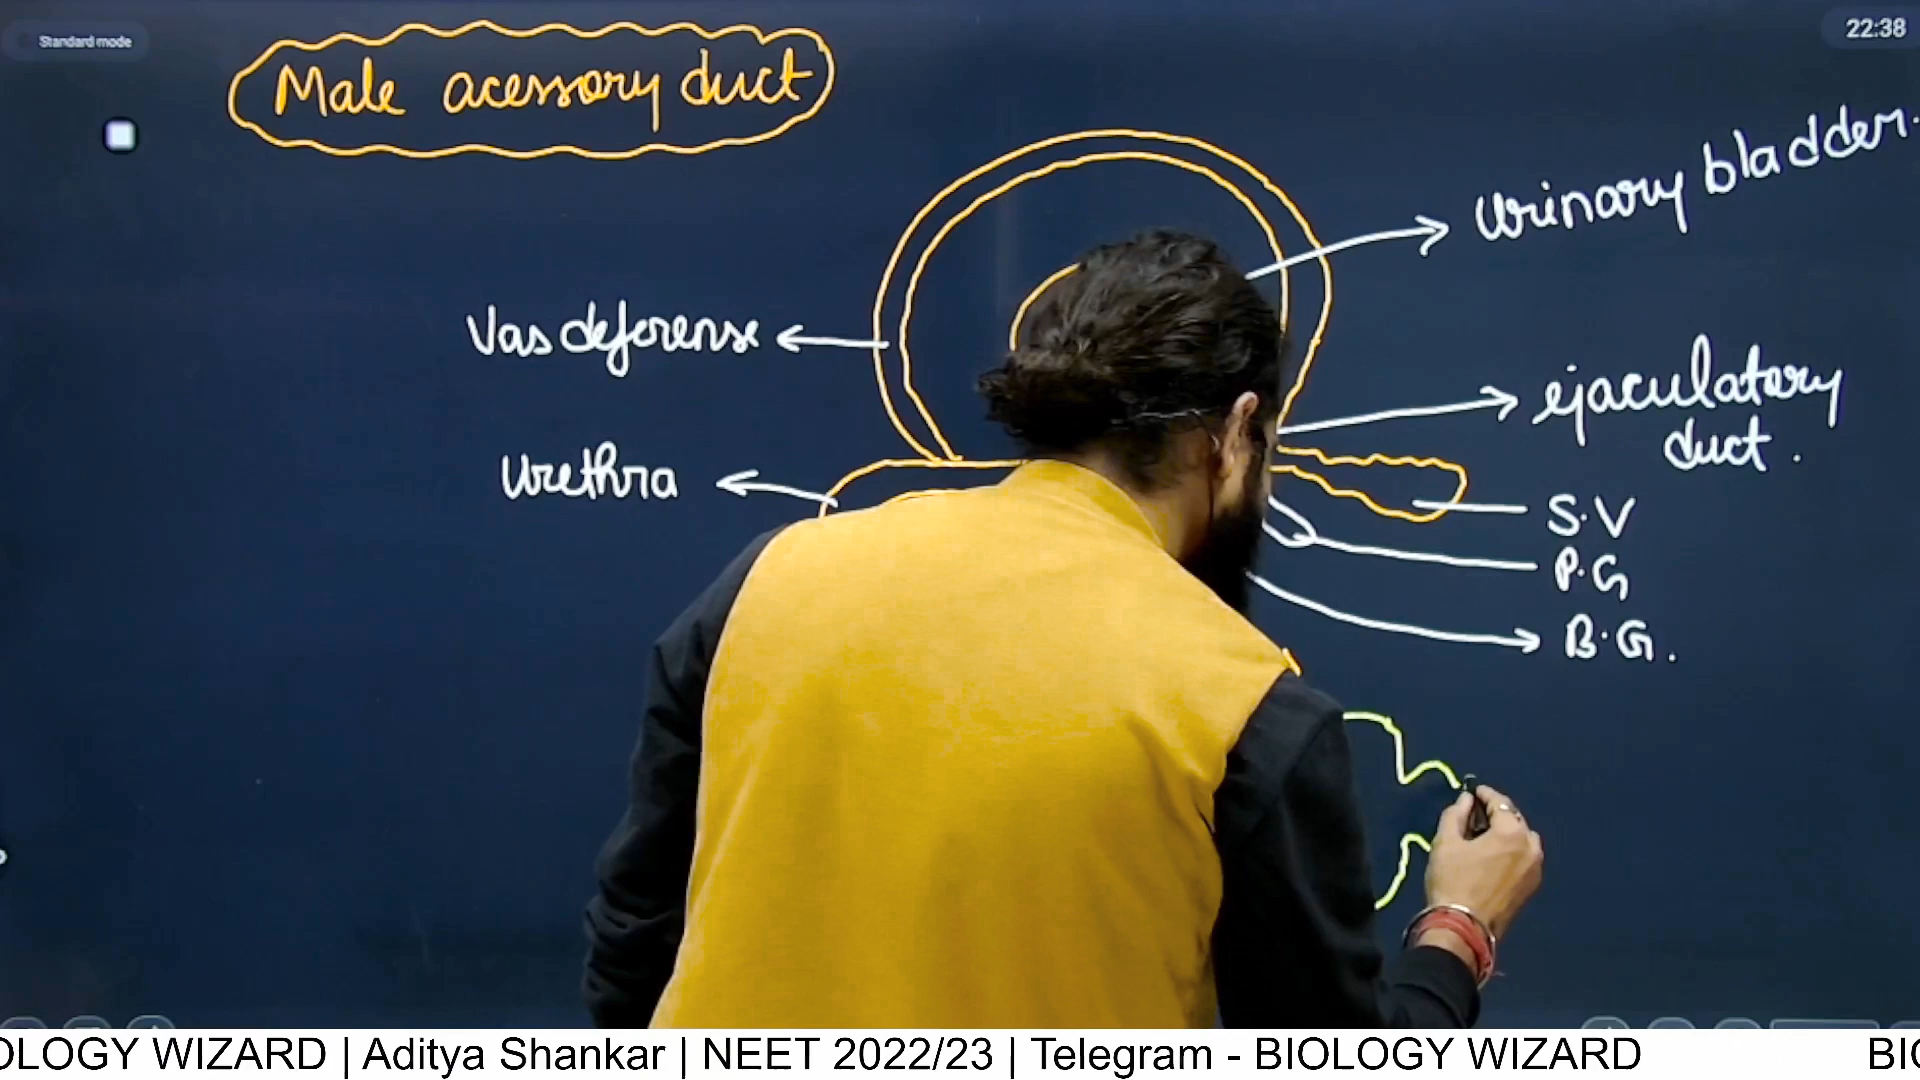 Standard mode
22:38
Male acessory duct
Urinary bladder.
Vas deferense
ejaculatory
duct.
Urethra
S.V
P.G
B.G.
OLOGY WIZARD | Aditya Shankar | NEET 2022/23 | Telegram - BIOLOGY WIZARD BIO